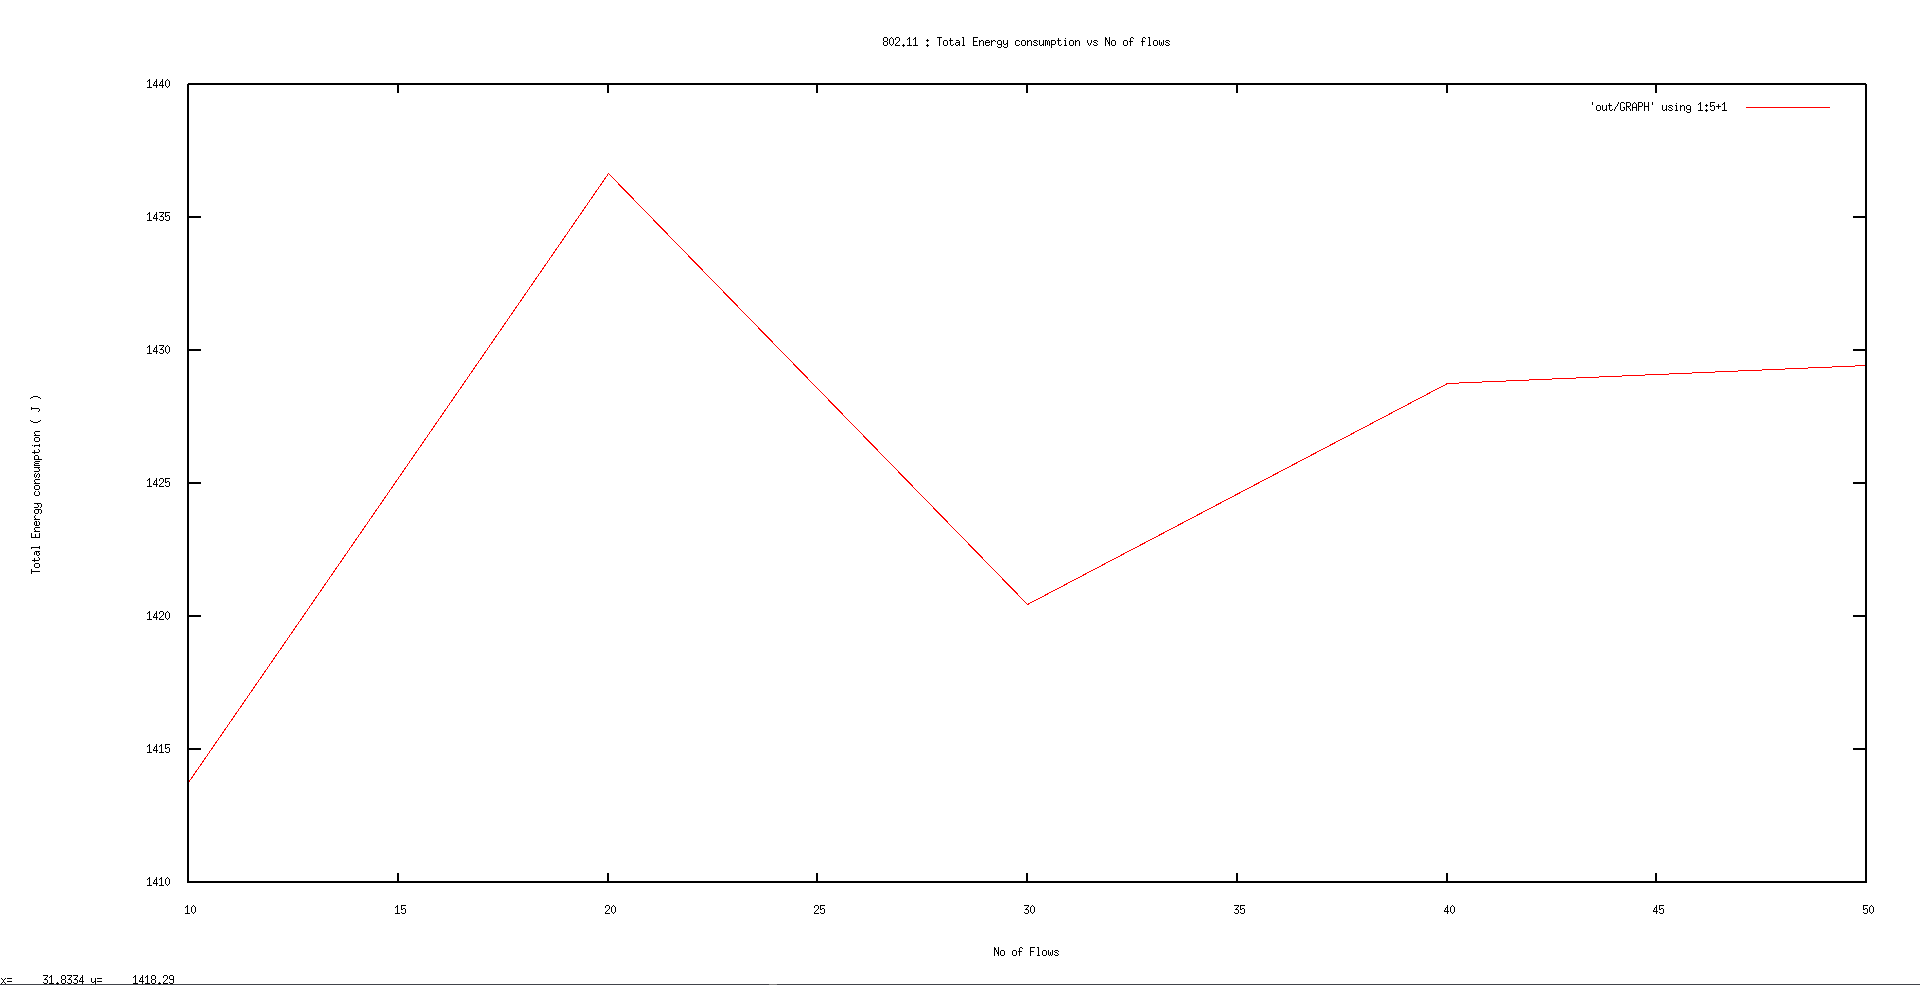 802.11 : Total Energy consumption vs No of flows
'out/GRAPH' using 1:5+1
1440
1435
1430
1425
1420
1415
1410
Total Energy consumption ( J )
10 15 20 25 30 35 40 45 50
No of Flows
x= 31.8334 y= 1418.29